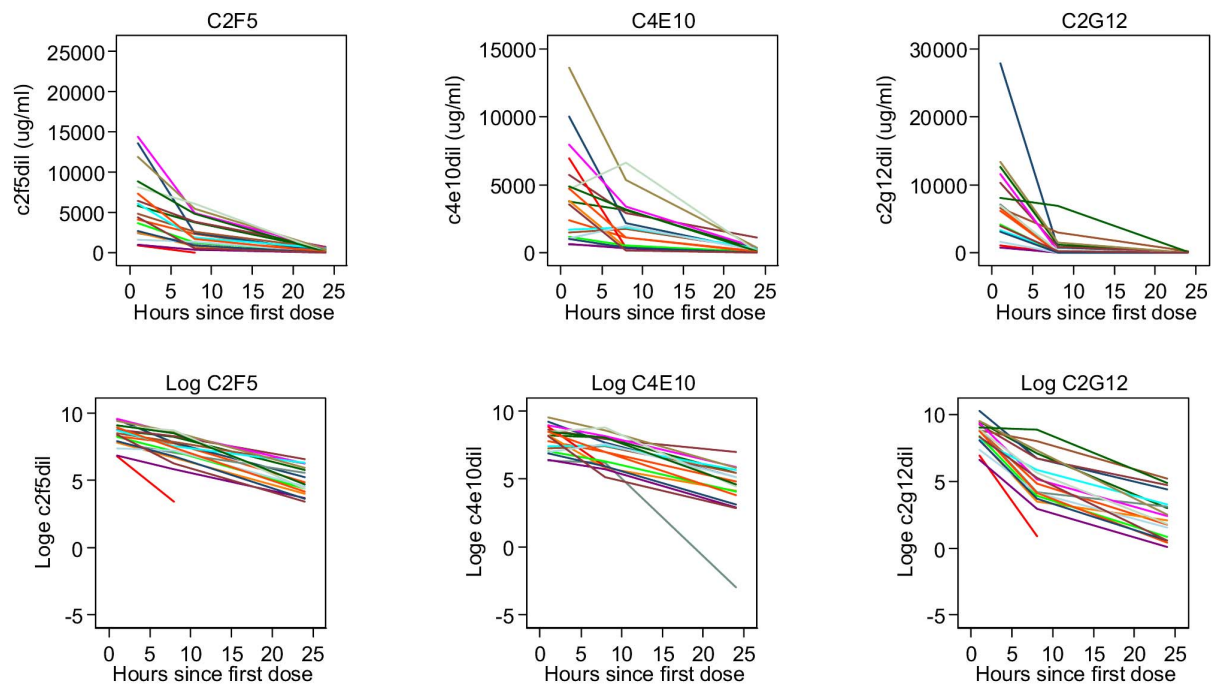 C2F5
c2f5dil (ug/ml)
25000
20000
15000
10000
5000
0
0 5 10 15 20 25
Hours since first dose
C4E10
c4e10dil (ug/ml)
15000
10000
5000
0
0 5 10 15 20 25
Hours since first dose
C2G12
c2g12dil (ug/ml)
30000
20000
10000
0
0 5 10 15 20 25
Hours since first dose
Log C2F5
Loge c2f5dil
10
5
0
-5
0 5 10 15 20 25
Hours since first dose
Log C4E10
Loge c4e10dil
10
5
0
-5
0 5 10 15 20 25
Hours since first dose
Log C2G12
Loge c2g12dil
10
5
0
-5
0 5 10 15 20 25
Hours since first dose